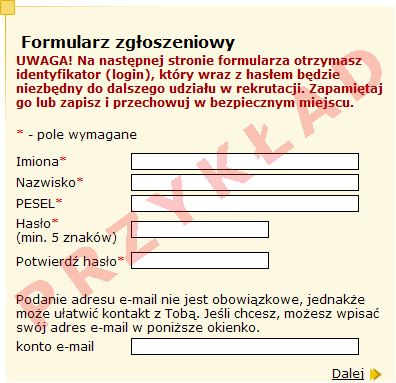 Formularz zgłoszeniowy
UWAGA! Na następnej stronie formularza otrzymasz
identyfikator (login), który wraz z hasłem będzie
niezbędny do dalszego udziału w rekrutacji. Zapamiętaj
go lub zapisz i przechowuj w bezpiecznym miejscu.
* - pole wymagane
Imiona*
Nazwisko*
PESEL*
Hasło*
(min. 5 znaków)
Potwierdź hasło*
Podanie adresu e-mail nie jest obowiązkowe, jednakże
może ułatwić kontakt z Tobą. Jeśli chcesz, możesz wpisać
swój adres e-mail w poniższe okienko.
konto e-mail
Dalej
PRZYKŁAD